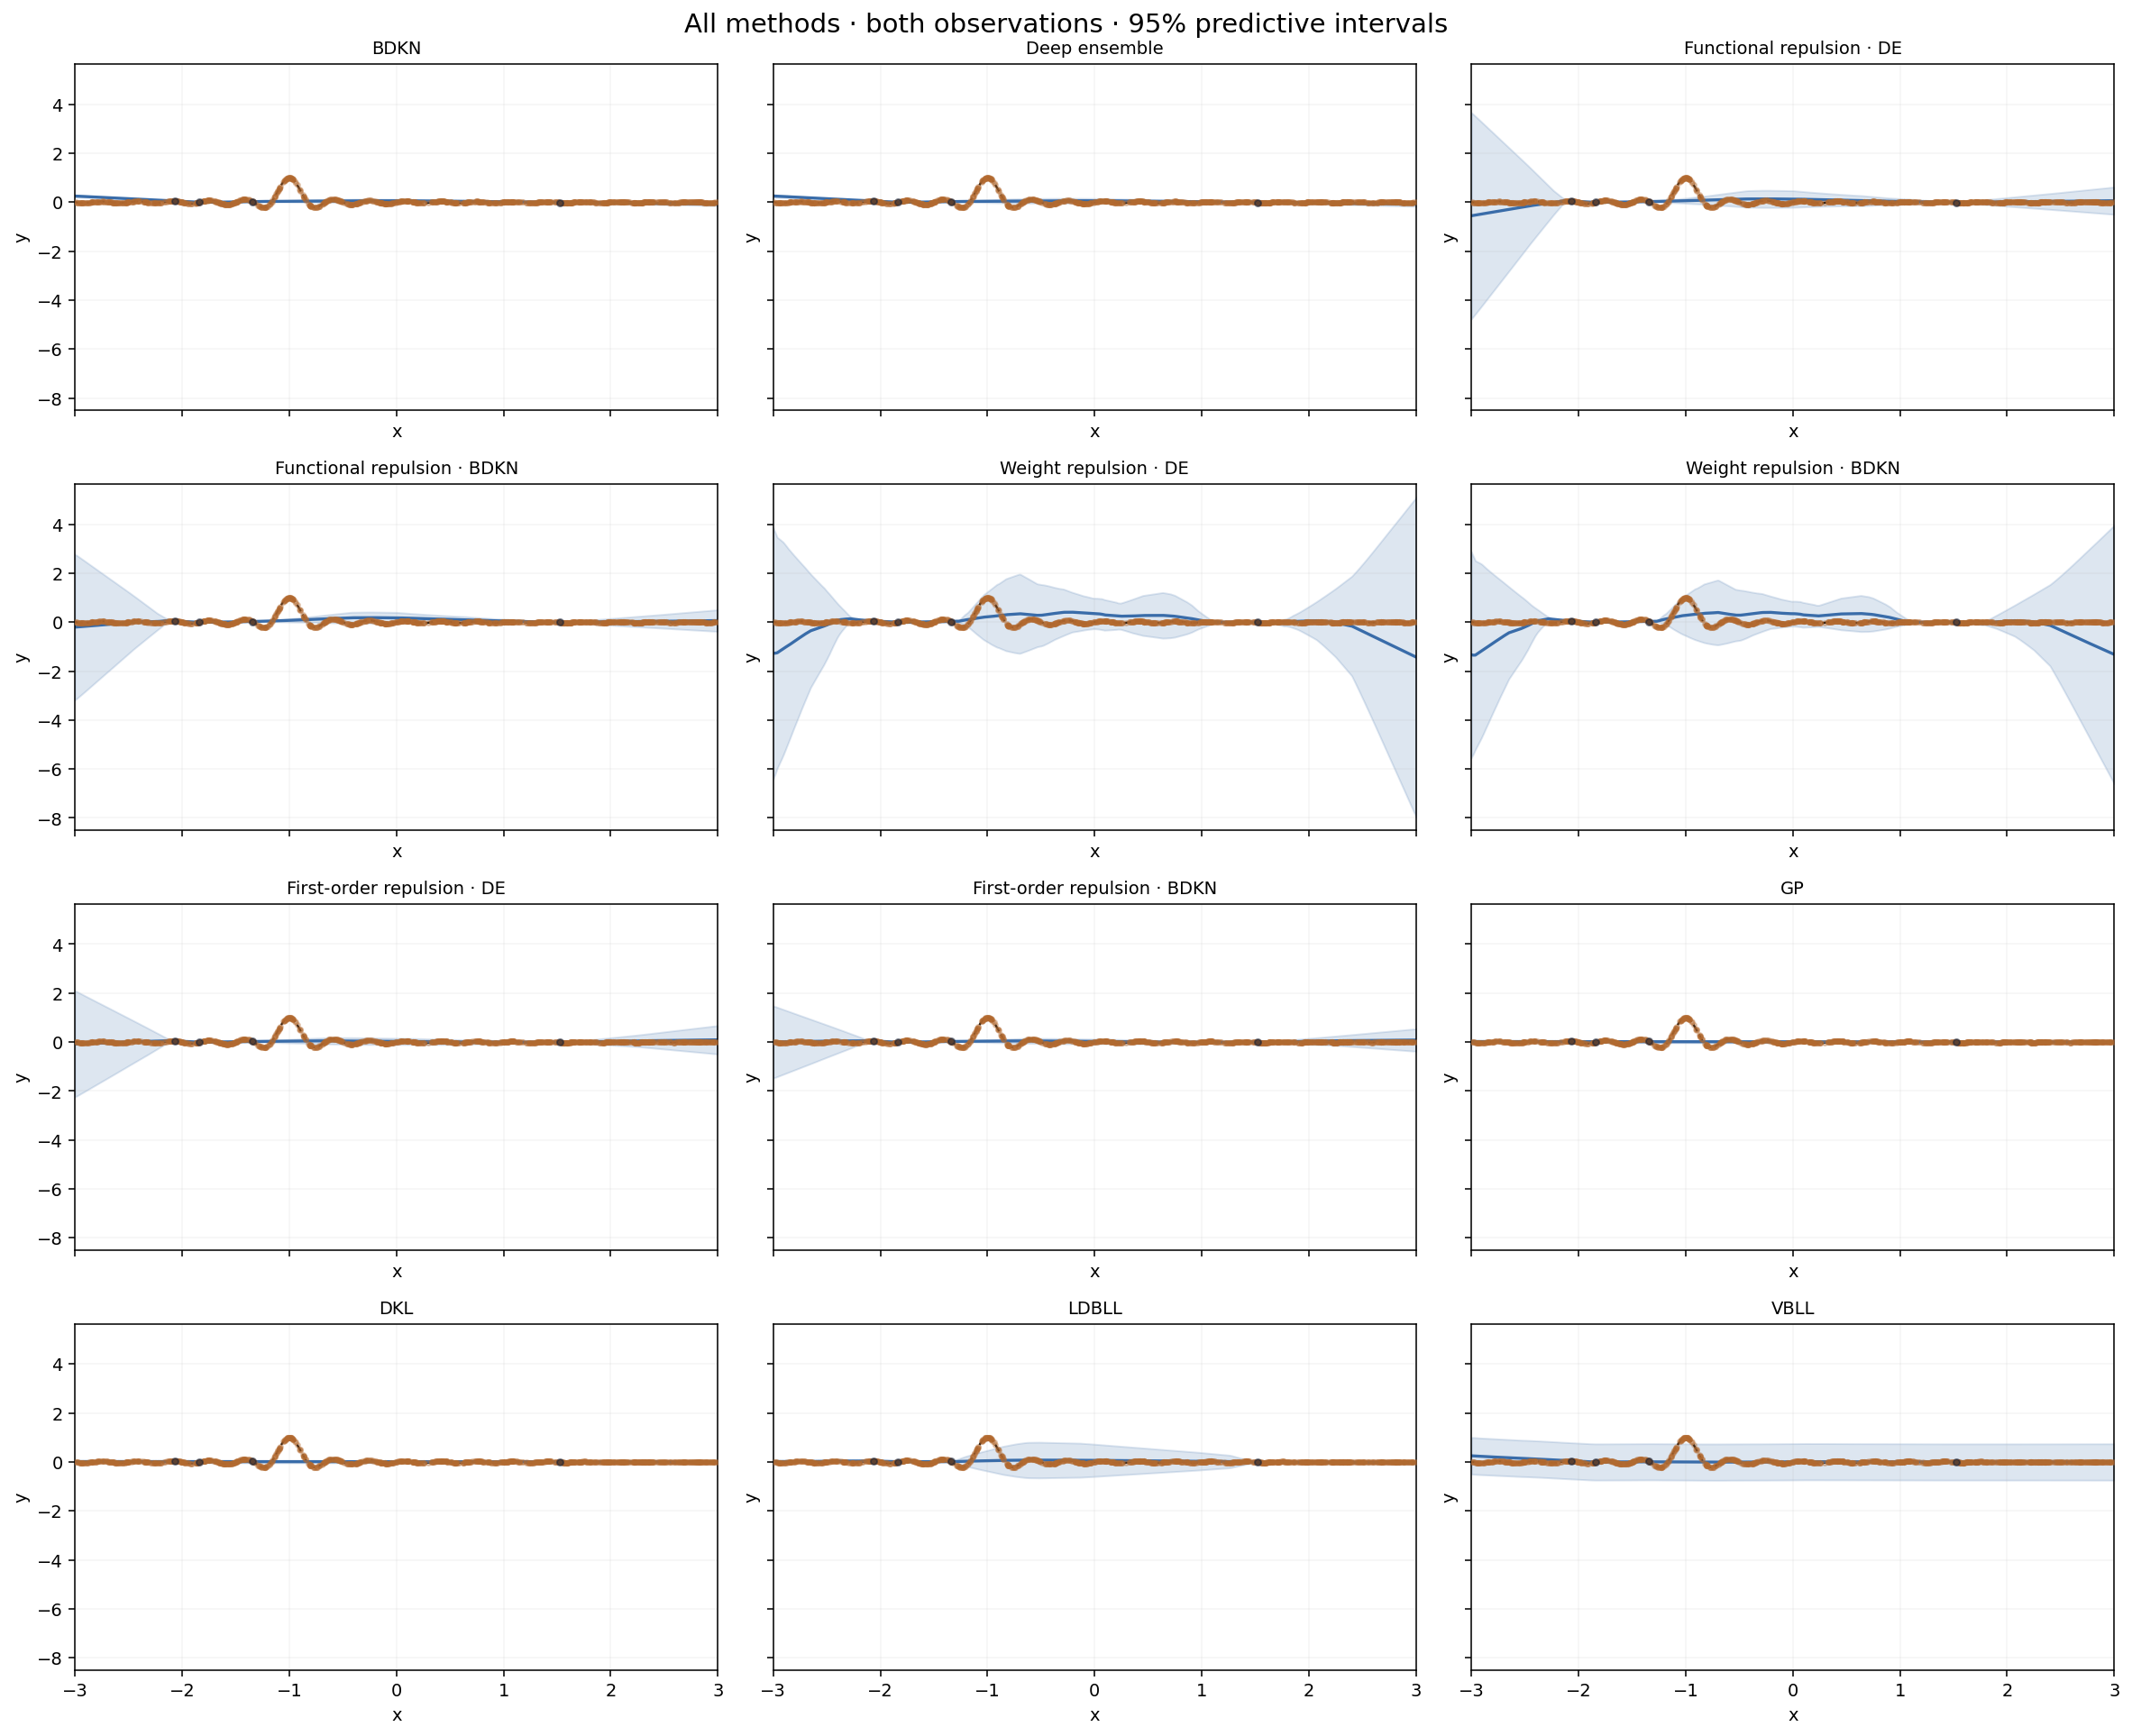 All methods · both observations · 95% predictive intervals
BDKN
Deep ensemble
Functional repulsion · DE
4
2
0
−2
−4
−6
−8
y
y
y
x
x
x
Functional repulsion · BDKN
Weight repulsion · DE
Weight repulsion · BDKN
4
2
0
−2
−4
−6
−8
y
y
y
x
x
x
First-order repulsion · DE
First-order repulsion · BDKN
GP
4
2
0
−2
−4
−6
−8
y
y
y
x
x
x
DKL
LDBLL
VBLL
4
2
0
−2
−4
−6
−8
y
y
y
−3 −2 −1 0 1 2 3
−3 −2 −1 0 1 2 3
−3 −2 −1 0 1 2 3
x
x
x